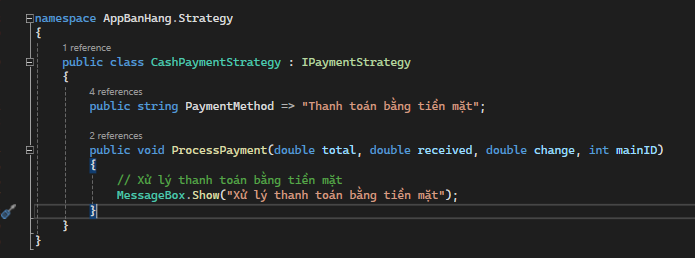 namespace AppBanHang.Strategy
{
1 reference
public class CashPaymentStrategy : IPaymentStrategy
{
4 references
public string PaymentMethod => "Thanh toán bằng tiền mặt";
2 references
public void ProcessPayment(double total, double received, double change, int mainID)
{
// Xử lý thanh toán bằng tiền mặt
MessageBox.Show("Xử lý thanh toán bằng tiền mặt");
}
}
}